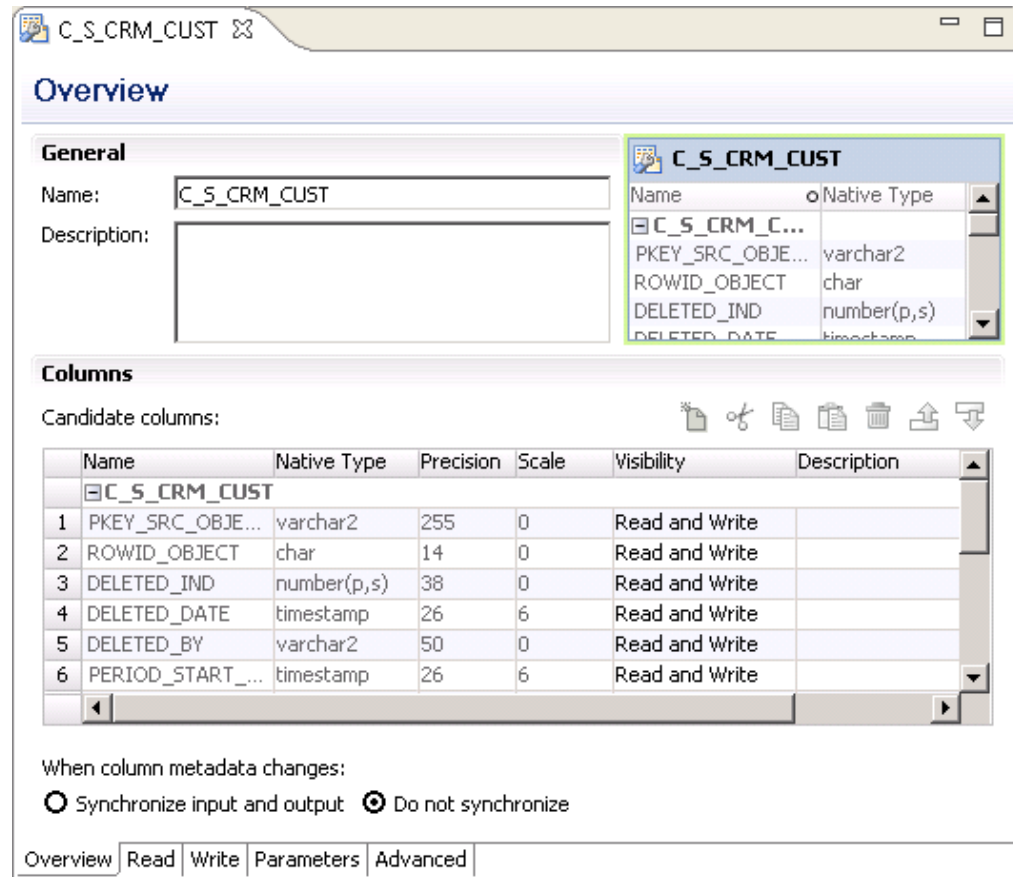 C_S_CRM_CUST
Overview
General
Name: C_S_CRM_CUST
Description:
C_S_CRM_CUST
Name Native Type
C_S_CRM_C...
PKEY_SRC_OBJE... varchar2
ROWID_OBJECT char
DELETED_IND number(p,s)
DELETED_DATE timestamp
Columns
Candidate columns:
Name Native Type Precision Scale Visibility Description
C_S_CRM_CUST
1 PKEY_SRC_OBJE... varchar2 255 0 Read and Write
2 ROWID_OBJECT char 14 0 Read and Write
3 DELETED_IND number(p,s) 38 0 Read and Write
4 DELETED_DATE timestamp 26 6 Read and Write
5 DELETED_BY varchar2 50 0 Read and Write
6 PERIOD_START_... timestamp 26 6 Read and Write
When column metadata changes:
Synchronize input and output Do not synchronize
Overview Read Write Parameters Advanced